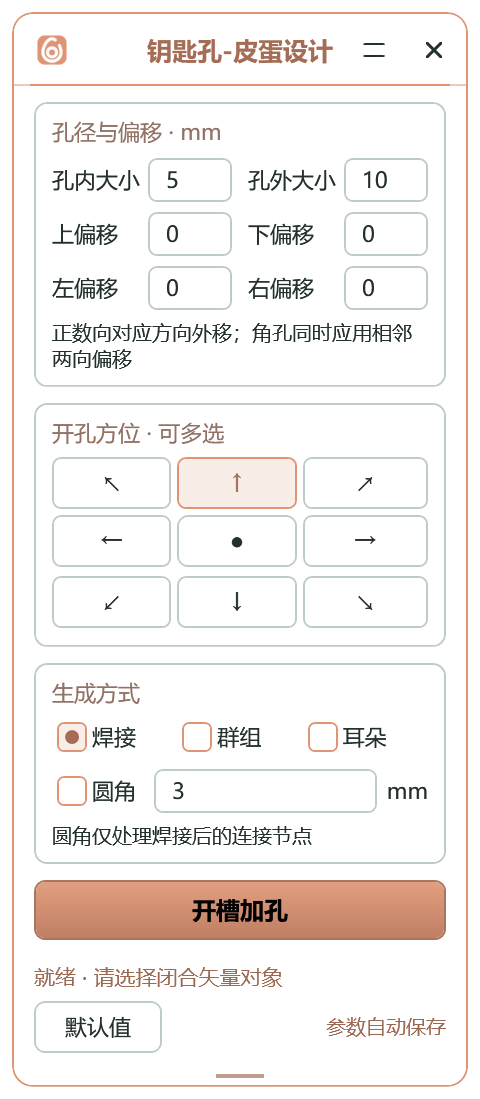 钥匙孔-皮蛋设计
孔径与偏移 · mm
孔内大小 5 孔外大小 10
上偏移 0 下偏移 0
左偏移 0 右偏移 0
正数向对应方向外移；角孔同时应用相邻
两向偏移
开孔方位 · 可多选
↖ ↑ ↗
← ● →
↙ ↓ ↘
生成方式
焊接 群组 耳朵
圆角 3 mm
圆角仅处理焊接后的连接节点
开槽加孔
就绪 · 请选择闭合矢量对象
默认值 参数自动保存